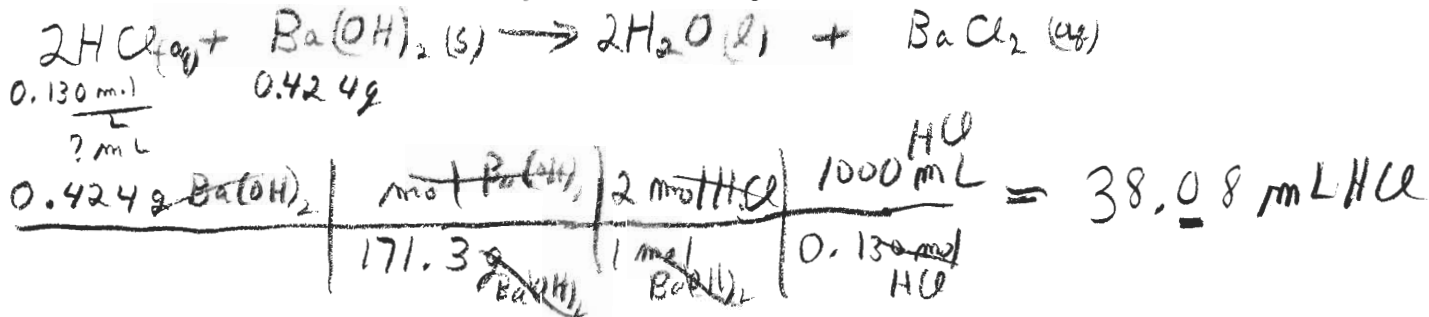 2HCl(aq) + Ba(OH)₂ (s) → 2H₂O (l) + BaCl₂ (aq)
0.130 mol 0.424g
L
? mL
0.424g Ba(OH)₂ | mol Ba(OH)₂ | 2 mol HCl | 1000 mL HCl = 38.08 mL HCl
171.3 g Ba(OH)₂ | 1 mol Ba(OH)₂ | 0.130 mol HCl